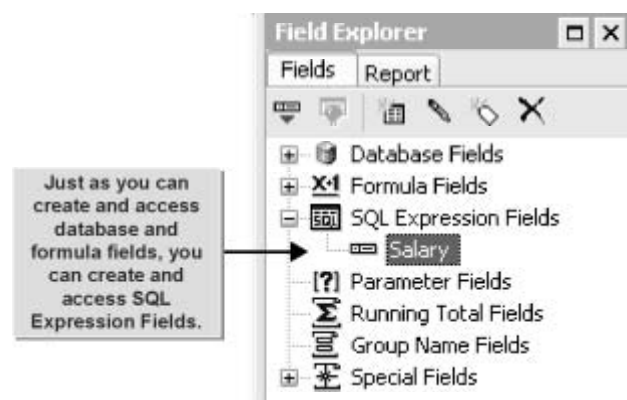 Field Explorer
Fields Report
Database Fields
X+1 Formula Fields
SQL SQL Expression Fields
Salary
[?] Parameter Fields
Running Total Fields
Group Name Fields
Special Fields
Just as you can
create and access
database and
formula fields, you
can create and
access SQL
Expression Fields.